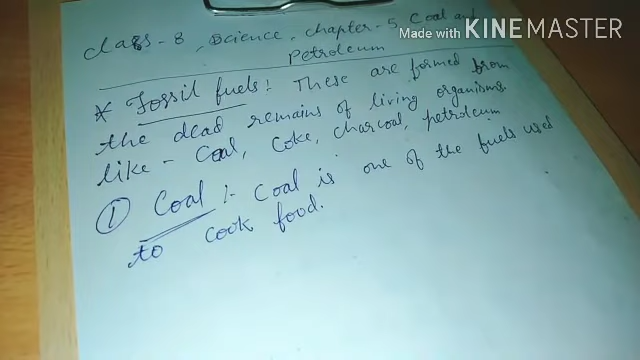 Class - 8, Science, chapter - 5, Coal and
Petroleum
* Fossil fuels: These are formed from
the dead remains of living organisms
like - Coal, Coke, Charcoal, petroleum
① Coal :- Coal is one of the fuels used
to cook food.
Made with KINEMASTER